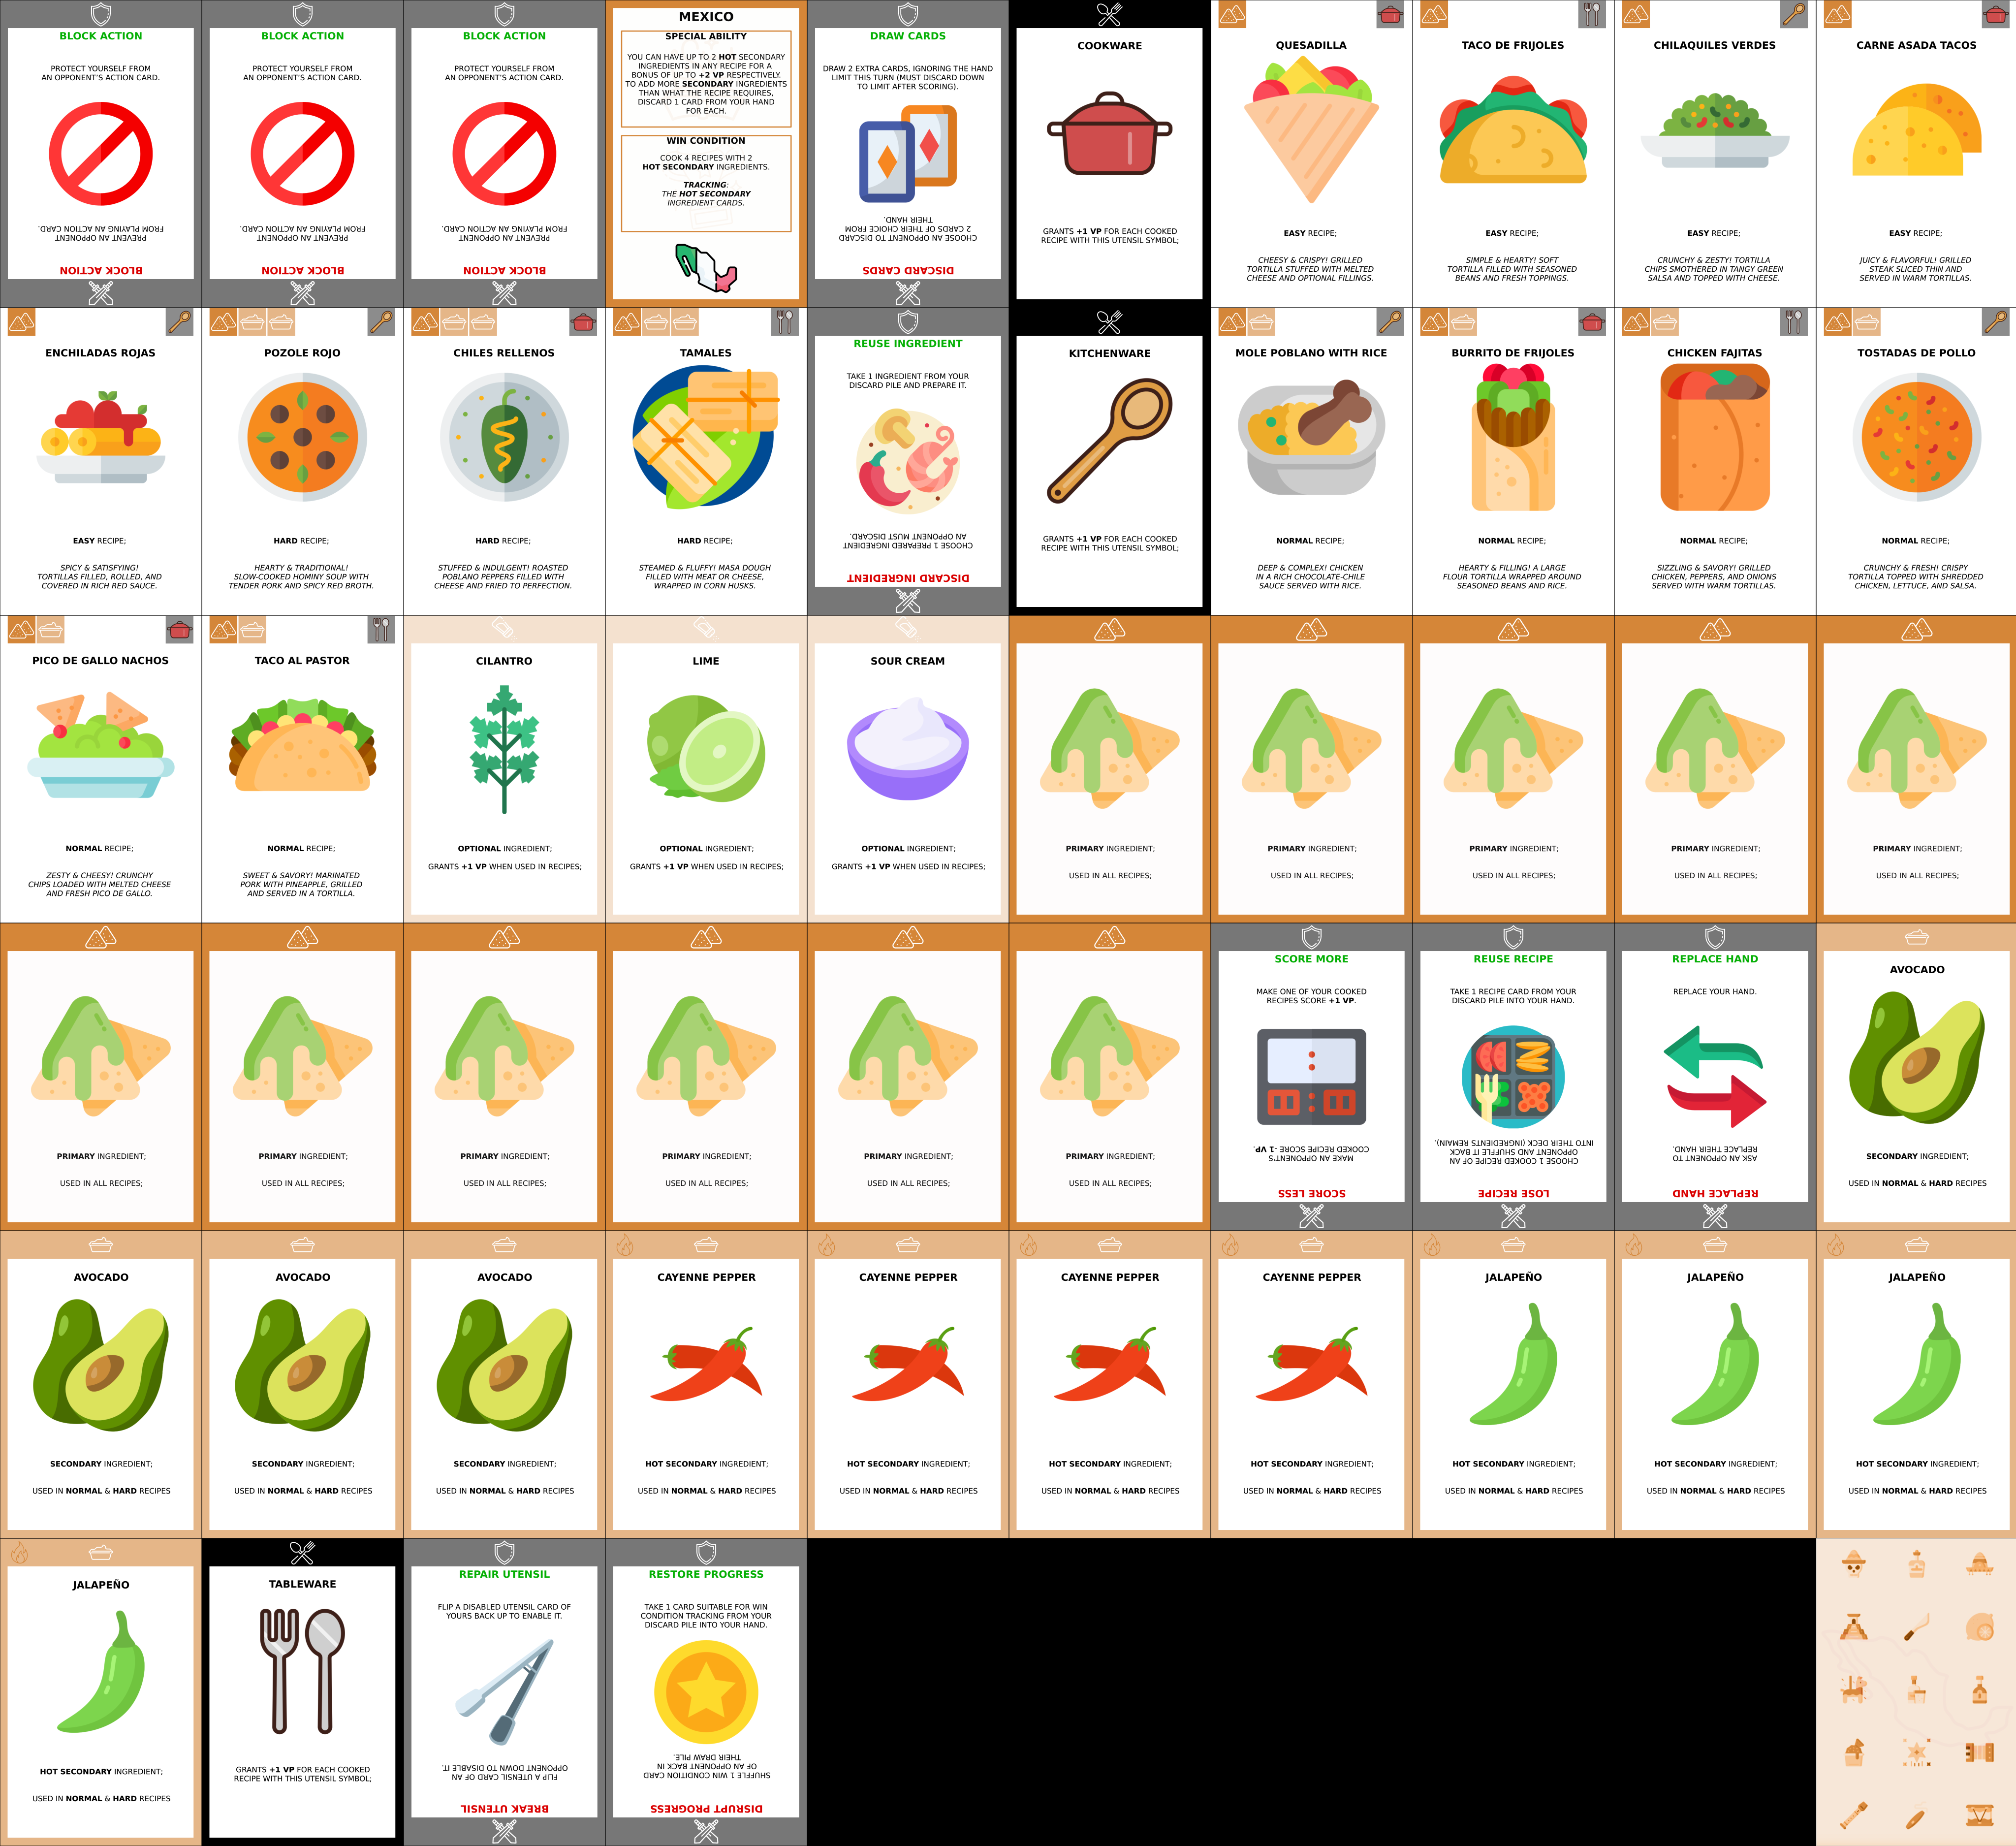 BLOCK ACTION
PROTECT YOURSELF FROM
AN OPPONENT'S ACTION CARD.
PREVENT AN OPPONENT
FROM PLAYING AN ACTION CARD.
BLOCK ACTION
BLOCK ACTION
PROTECT YOURSELF FROM
AN OPPONENT'S ACTION CARD.
PREVENT AN OPPONENT
FROM PLAYING AN ACTION CARD.
BLOCK ACTION
BLOCK ACTION
PROTECT YOURSELF FROM
AN OPPONENT'S ACTION CARD.
PREVENT AN OPPONENT
FROM PLAYING AN ACTION CARD.
BLOCK ACTION
MEXICO
SPECIAL ABILITY
YOU CAN HAVE UP TO 2 HOT SECONDARY
INGREDIENTS IN ANY RECIPE FOR A
BONUS OF UP TO +2 VP RESPECTIVELY.
TO ADD MORE SECONDARY INGREDIENTS
THAN WHAT THE RECIPE REQUIRES,
DISCARD 1 CARD FROM YOUR HAND
FOR EACH.
WIN CONDITION
COOK 4 RECIPES WITH 2
HOT SECONDARY INGREDIENTS.
TRACKING:
THE HOT SECONDARY
INGREDIENT CARDS.
DRAW CARDS
DRAW 2 EXTRA CARDS, IGNORING THE HAND
LIMIT THIS TURN (MUST DISCARD DOWN
TO LIMIT AFTER SCORING).
CHOOSE AN OPPONENT TO DISCARD
2 CARDS OF THEIR CHOICE FROM
THEIR HAND.
DISCARD CARDS
COOKWARE
GRANTS +1 VP FOR EACH COOKED
RECIPE WITH THIS UTENSIL SYMBOL;
QUESADILLA
EASY RECIPE;
CHEESY & CRISPY! GRILLED
TORTILLA STUFFED WITH MELTED
CHEESE AND OPTIONAL FILLINGS.
TACO DE FRIJOLES
EASY RECIPE;
SIMPLE & HEARTY! SOFT
TORTILLA FILLED WITH SEASONED
BEANS AND FRESH TOPPINGS.
CHILAQUILES VERDES
EASY RECIPE;
CRUNCHY & ZESTY! TORTILLA
CHIPS SMOTHERED IN TANGY GREEN
SALSA AND TOPPED WITH CHEESE.
CARNE ASADA TACOS
EASY RECIPE;
JUICY & FLAVORFUL! GRILLED
STEAK SLICED THIN AND
SERVED IN WARM TORTILLAS.
ENCHILADAS ROJAS
EASY RECIPE;
SPICY & SATISFYING!
TORTILLAS FILLED, ROLLED, AND
COVERED IN RICH RED SAUCE.
POZOLE ROJO
HARD RECIPE;
HEARTY & TRADITIONAL!
SLOW-COOKED HOMINY SOUP WITH
TENDER PORK AND SPICY RED BROTH.
CHILES RELLENOS
HARD RECIPE;
STUFFED & INDULGENT! ROASTED
POBLANO PEPPERS FILLED WITH
CHEESE AND FRIED TO PERFECTION.
TAMALES
HARD RECIPE;
STEAMED & FLUFFY! MASA DOUGH
FILLED WITH MEAT OR CHEESE,
WRAPPED IN CORN HUSKS.
REUSE INGREDIENT
TAKE 1 INGREDIENT FROM YOUR
DISCARD PILE AND PREPARE IT.
CHOOSE 1 PREPARED INGREDIENT
AN OPPONENT MUST DISCARD.
DISCARD INGREDIENT
KITCHENWARE
GRANTS +1 VP FOR EACH COOKED
RECIPE WITH THIS UTENSIL SYMBOL;
MOLE POBLANO WITH RICE
NORMAL RECIPE;
DEEP & COMPLEX! CHICKEN
IN A RICH CHOCOLATE-CHILE
SAUCE SERVED WITH RICE.
BURRITO DE FRIJOLES
NORMAL RECIPE;
HEARTY & FILLING! A LARGE
FLOUR TORTILLA WRAPPED AROUND
SEASONED BEANS AND RICE.
CHICKEN FAJITAS
NORMAL RECIPE;
SIZZLING & SAVORY! GRILLED
CHICKEN, PEPPERS, AND ONIONS
SERVED WITH WARM TORTILLAS.
TOSTADAS DE POLLO
NORMAL RECIPE;
CRUNCHY & FRESH! CRISPY
TORTILLA TOPPED WITH SHREDDED
CHICKEN, LETTUCE, AND SALSA.
PICO DE GALLO NACHOS
NORMAL RECIPE;
ZESTY & CHEESY! CRUNCHY
CHIPS LOADED WITH MELTED CHEESE
AND FRESH PICO DE GALLO.
TACO AL PASTOR
NORMAL RECIPE;
SWEET & SAVORY! MARINATED
PORK WITH PINEAPPLE, GRILLED
AND SERVED IN A TORTILLA.
CILANTRO
OPTIONAL INGREDIENT;
GRANTS +1 VP WHEN USED IN RECIPES;
LIME
OPTIONAL INGREDIENT;
GRANTS +1 VP WHEN USED IN RECIPES;
SOUR CREAM
OPTIONAL INGREDIENT;
GRANTS +1 VP WHEN USED IN RECIPES;
PRIMARY INGREDIENT;
USED IN ALL RECIPES;
PRIMARY INGREDIENT;
USED IN ALL RECIPES;
PRIMARY INGREDIENT;
USED IN ALL RECIPES;
PRIMARY INGREDIENT;
USED IN ALL RECIPES;
PRIMARY INGREDIENT;
USED IN ALL RECIPES;
PRIMARY INGREDIENT;
USED IN ALL RECIPES;
PRIMARY INGREDIENT;
USED IN ALL RECIPES;
PRIMARY INGREDIENT;
USED IN ALL RECIPES;
PRIMARY INGREDIENT;
USED IN ALL RECIPES;
PRIMARY INGREDIENT;
USED IN ALL RECIPES;
PRIMARY INGREDIENT;
USED IN ALL RECIPES;
SCORE MORE
MAKE ONE OF YOUR COOKED
RECIPES SCORE +1 VP.
MAKE AN OPPONENT'S
COOKED RECIPE SCORE -1 VP.
SCORE LESS
REUSE RECIPE
TAKE 1 RECIPE CARD FROM YOUR
DISCARD PILE INTO YOUR HAND.
CHOOSE 1 COOKED RECIPE OF AN
OPPONENT AND SHUFFLE IT BACK
INTO THEIR DECK (INGREDIENTS REMAIN).
LOSE RECIPE
REPLACE HAND
REPLACE YOUR HAND.
ASK AN OPPONENT TO
REPLACE THEIR HAND.
REPLACE HAND
AVOCADO
SECONDARY INGREDIENT;
USED IN NORMAL & HARD RECIPES
AVOCADO
SECONDARY INGREDIENT;
USED IN NORMAL & HARD RECIPES
AVOCADO
SECONDARY INGREDIENT;
USED IN NORMAL & HARD RECIPES
AVOCADO
SECONDARY INGREDIENT;
USED IN NORMAL & HARD RECIPES
CAYENNE PEPPER
HOT SECONDARY INGREDIENT;
USED IN NORMAL & HARD RECIPES
CAYENNE PEPPER
HOT SECONDARY INGREDIENT;
USED IN NORMAL & HARD RECIPES
CAYENNE PEPPER
HOT SECONDARY INGREDIENT;
USED IN NORMAL & HARD RECIPES
CAYENNE PEPPER
HOT SECONDARY INGREDIENT;
USED IN NORMAL & HARD RECIPES
JALAPEÑO
HOT SECONDARY INGREDIENT;
USED IN NORMAL & HARD RECIPES
JALAPEÑO
HOT SECONDARY INGREDIENT;
USED IN NORMAL & HARD RECIPES
JALAPEÑO
HOT SECONDARY INGREDIENT;
USED IN NORMAL & HARD RECIPES
JALAPEÑO
HOT SECONDARY INGREDIENT;
USED IN NORMAL & HARD RECIPES
TABLEWARE
GRANTS +1 VP FOR EACH COOKED
RECIPE WITH THIS UTENSIL SYMBOL;
REPAIR UTENSIL
FLIP A DISABLED UTENSIL CARD OF
YOURS BACK UP TO ENABLE IT.
FLIP A UTENSIL CARD OF AN
OPPONENT DOWN TO DISABLE IT.
BREAK UTENSIL
RESTORE PROGRESS
TAKE 1 CARD SUITABLE FOR WIN
CONDITION TRACKING FROM YOUR
DISCARD PILE INTO YOUR HAND.
SHUFFLE 1 WIN CONDITION CARD
OF AN OPPONENT BACK IN
THEIR DRAW PILE.
DISRUPT PROGRESS